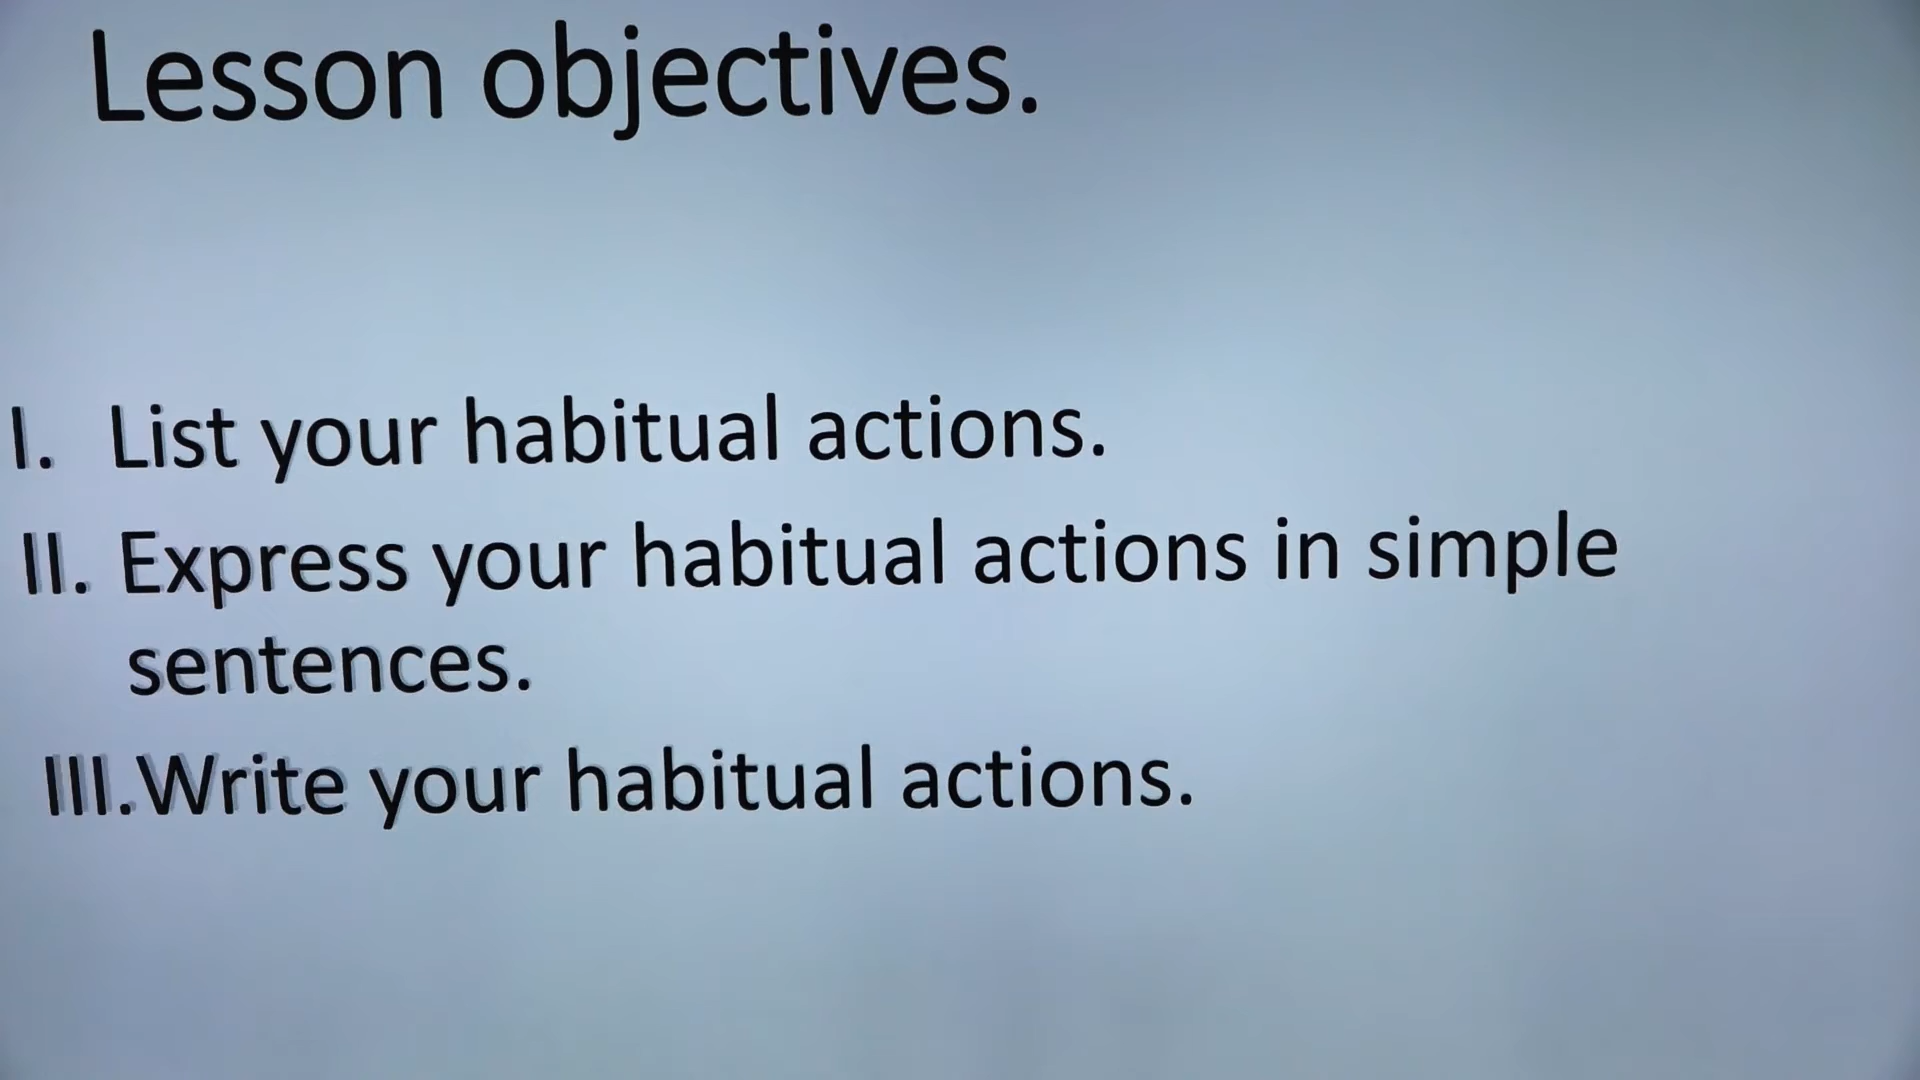 Lesson objectives.
I. List your habitual actions.
II. Express your habitual actions in simple
sentences.
III.Write your habitual actions.